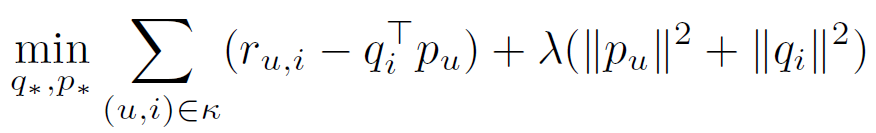 min_{q_*,p_*} ∑_{(u,i)∈κ} (r_{u,i} − q_i^⊤ p_u) + λ(‖p_u‖² + ‖q_i‖²)